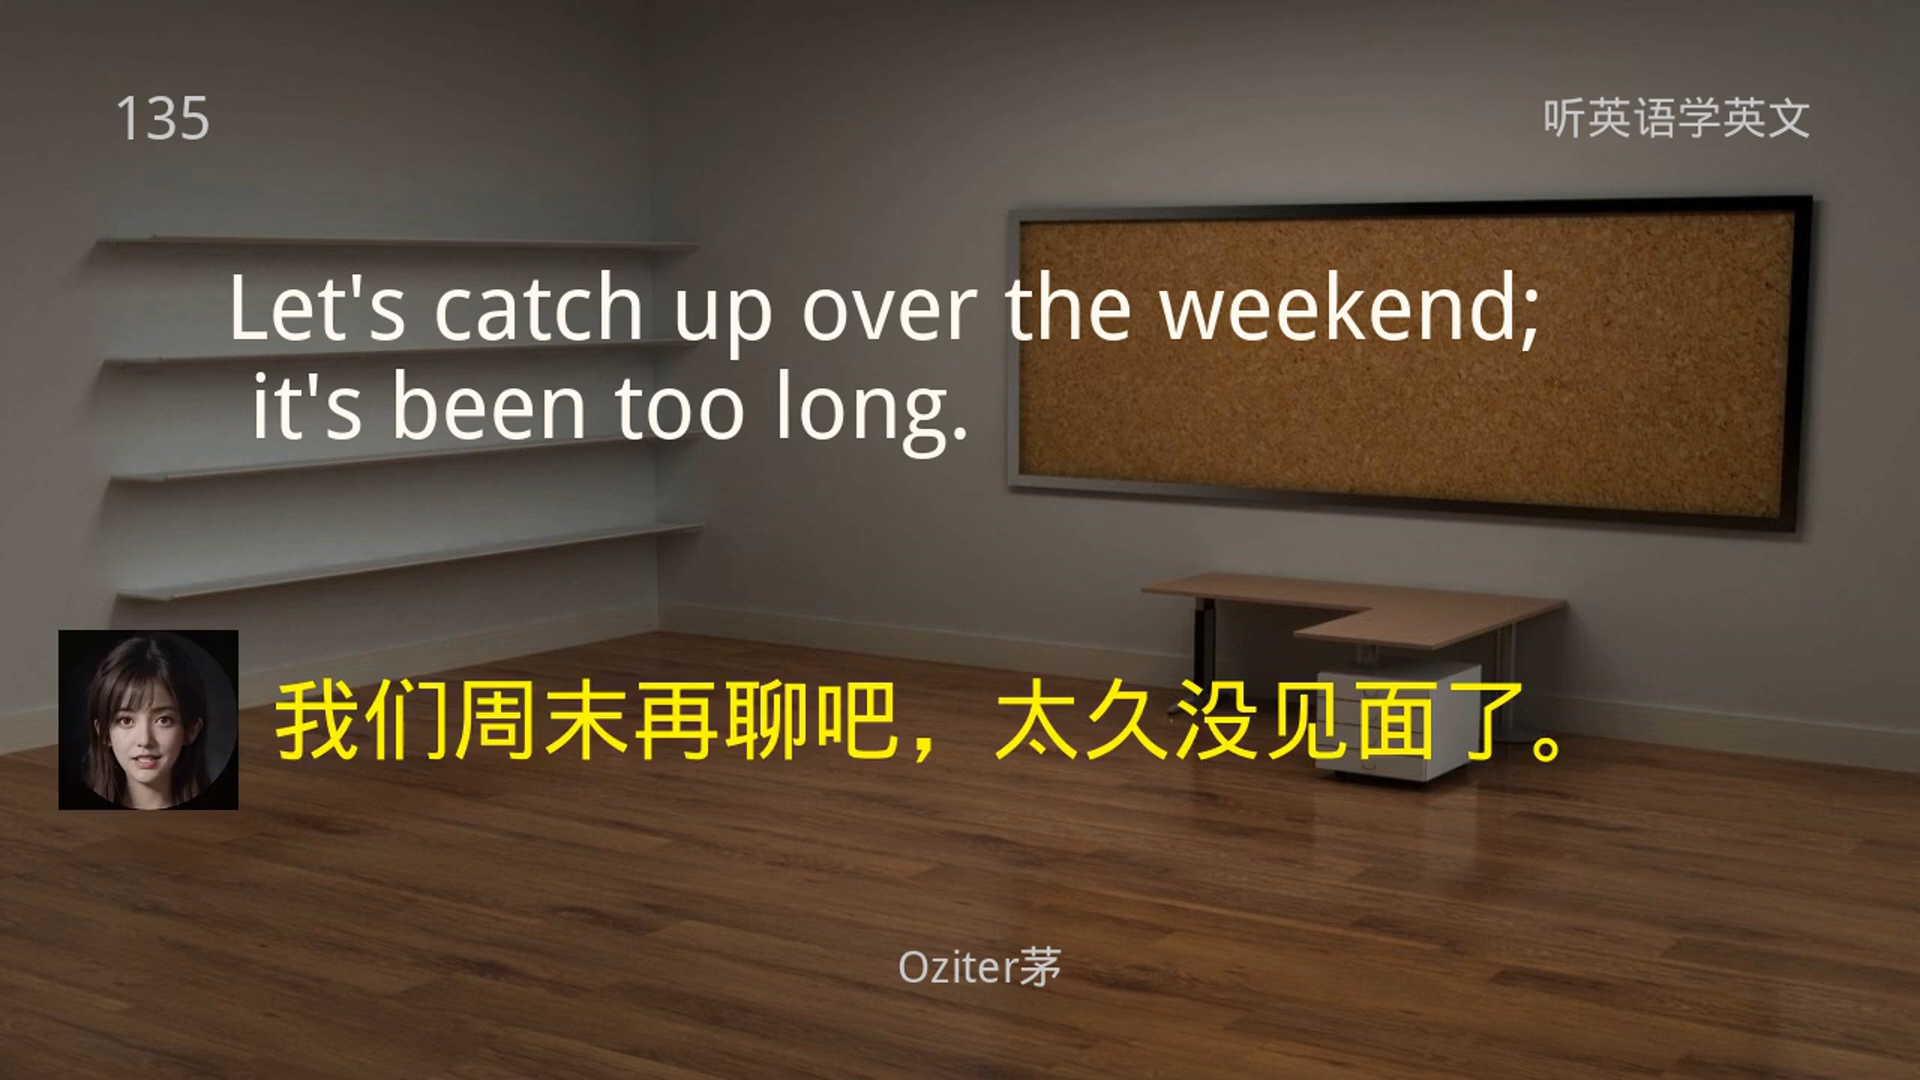 135
听英语学英文
Let's catch up over the weekend;
it's been too long.
我们周末再聊吧，太久没见面了。
Oziter茅